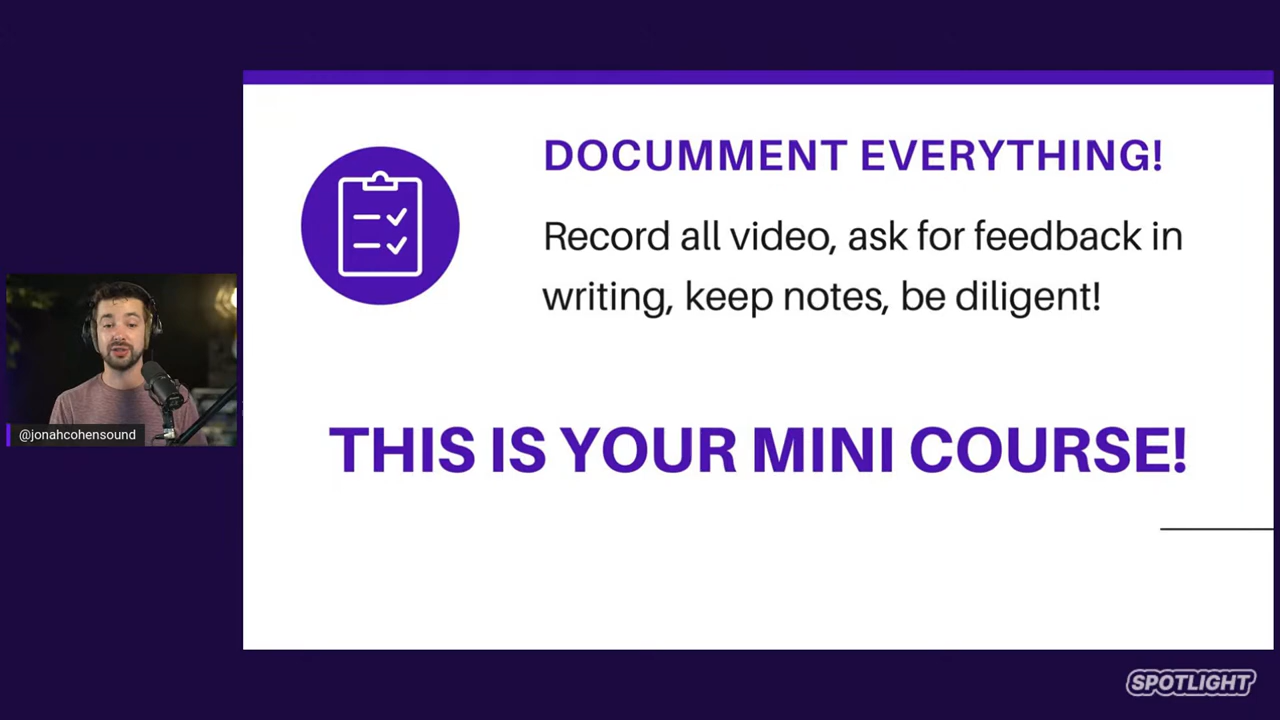 DOCUMMENT EVERYTHING!
Record all video, ask for feedback in
writing, keep notes, be diligent!
THIS IS YOUR MINI COURSE!
@jonahcohensound
SPOTLIGHT